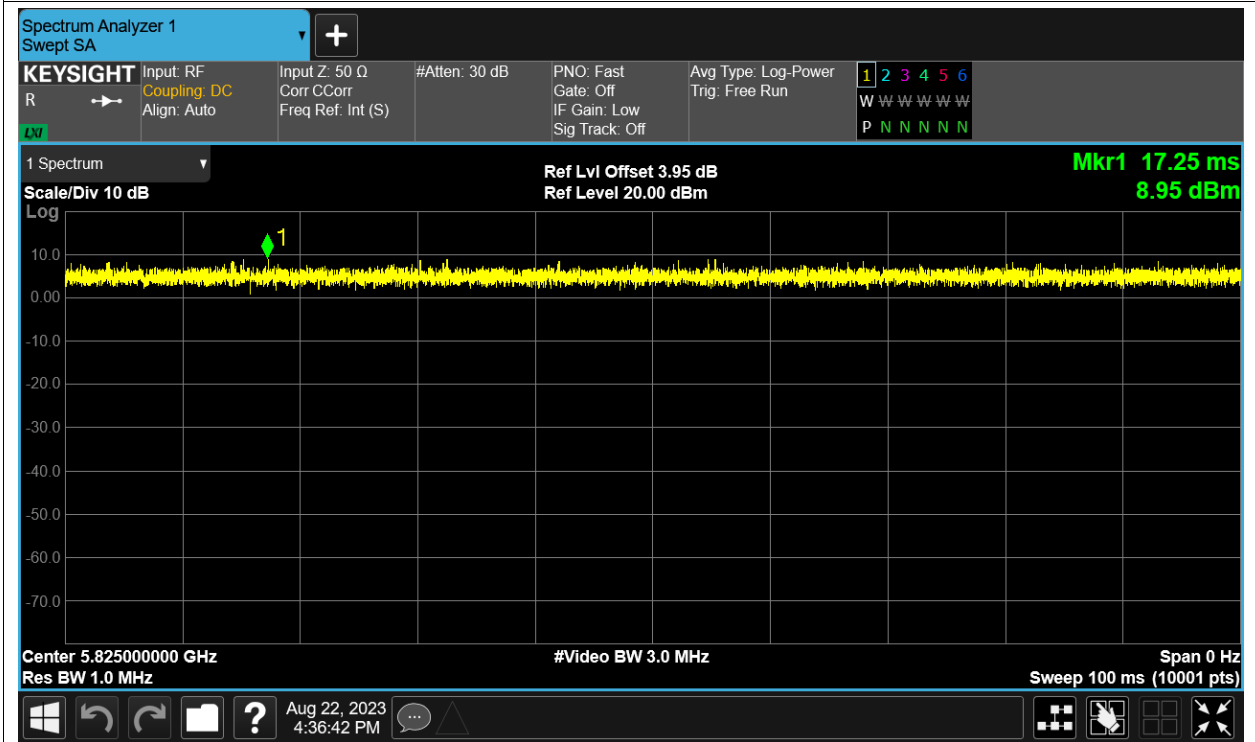 Spectrum Analyzer 1
Swept SA
+
KEYSIGHT
R
LXI
Input: RF
Coupling: DC
Align: Auto
Input Z: 50 Ω
Corr CCorr
Freq Ref: Int (S)
#Atten: 30 dB
PNO: Fast
Gate: Off
IF Gain: Low
Sig Track: Off
Avg Type: Log-Power
Trig: Free Run
1 2 3 4 5 6
W W W W W W
P N N N N N
1 Spectrum
Scale/Div 10 dB
Log
Ref Lvl Offset 3.95 dB
Ref Level 20.00 dBm
Mkr1 17.25 ms
8.95 dBm
1
10.0
0.00
-10.0
-20.0
-30.0
-40.0
-50.0
-60.0
-70.0
Center 5.825000000 GHz
Res BW 1.0 MHz
#Video BW 3.0 MHz
Span 0 Hz
Sweep 100 ms (10001 pts)
?
Aug 22, 2023
4:36:42 PM